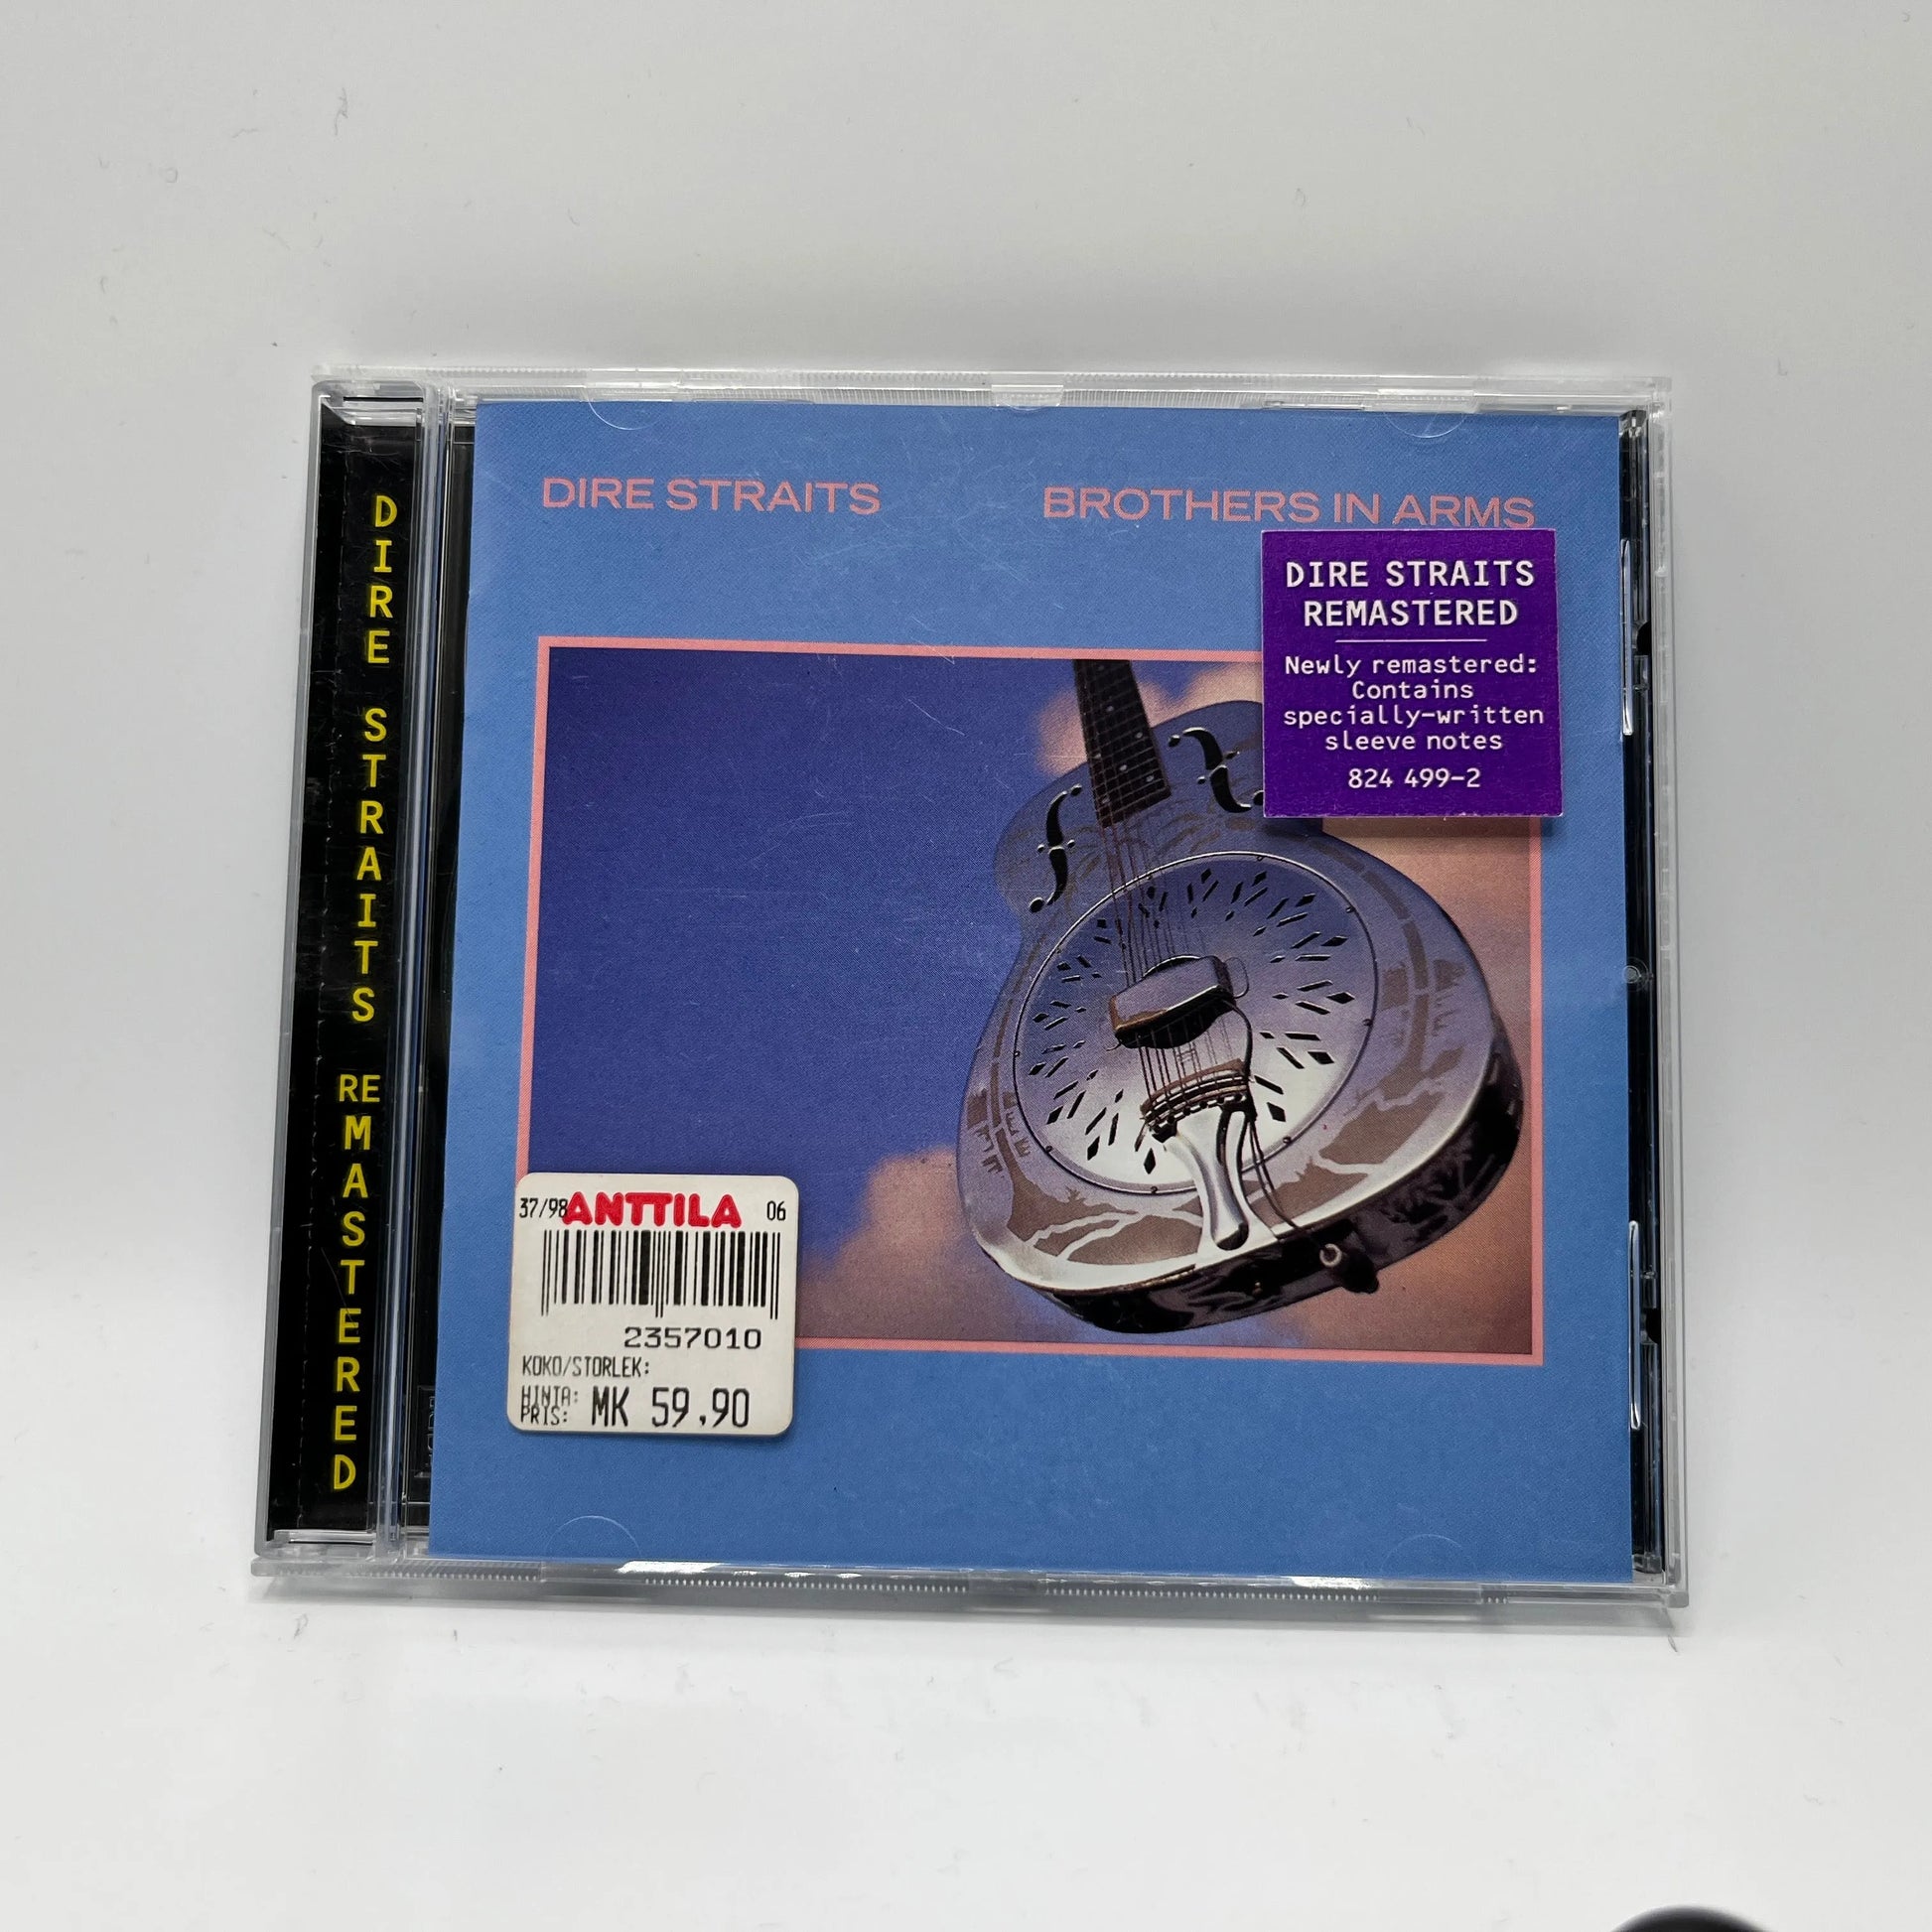 DIRE STRAITS REMASTERED
DIRE STRAITS
BROTHERS IN ARMS
DIRE STRAITS
REMASTERED
Newly remastered:
Contains
specially-written
sleeve notes
824 499-2
37/98 ANTTILA 06
2357010
KOKO/STORLEK:
HINTA:
PRIS: MK 59,90